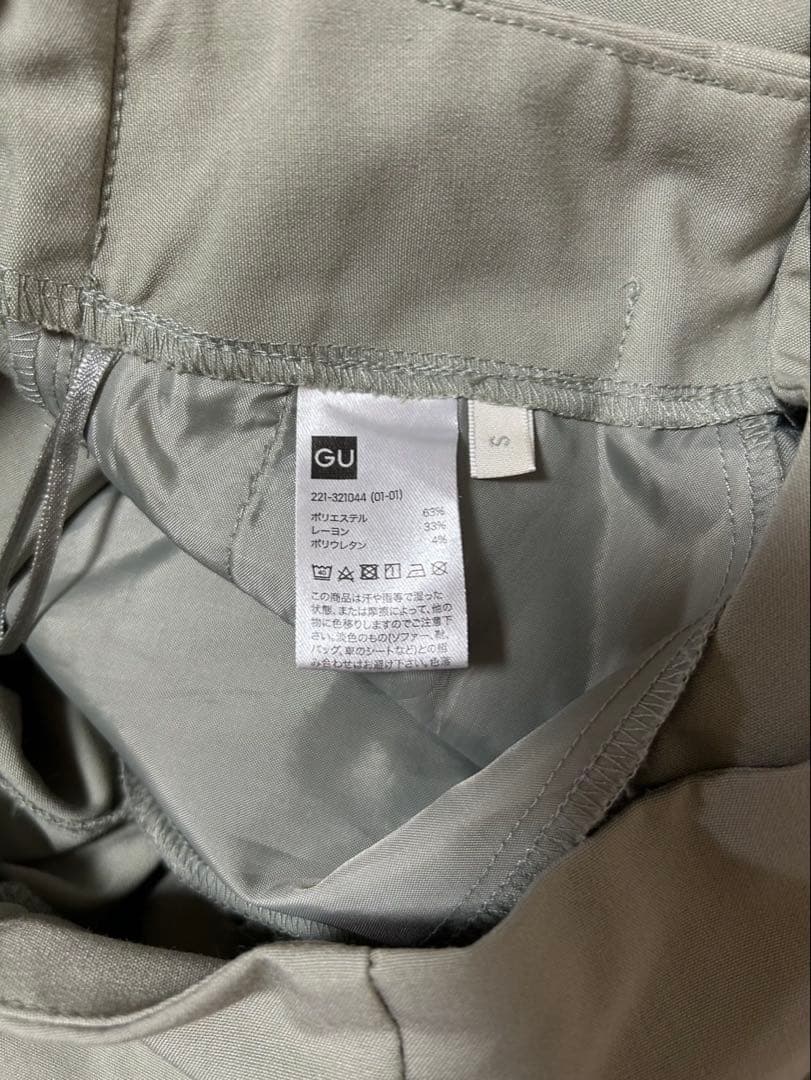 GU
S
221-321044 (01-01)
ポリエステル 63%
レーヨン 33%
ポリウレタン 4%
40
この商品は汗や雨等で湿った
状態、または摩擦によって、他の
物に色移りしますのでご注意下
さい。淡色のもの(ソファー、靴、
バッグ、車のシートなど)との組
み合わせはお避け下さい。色落